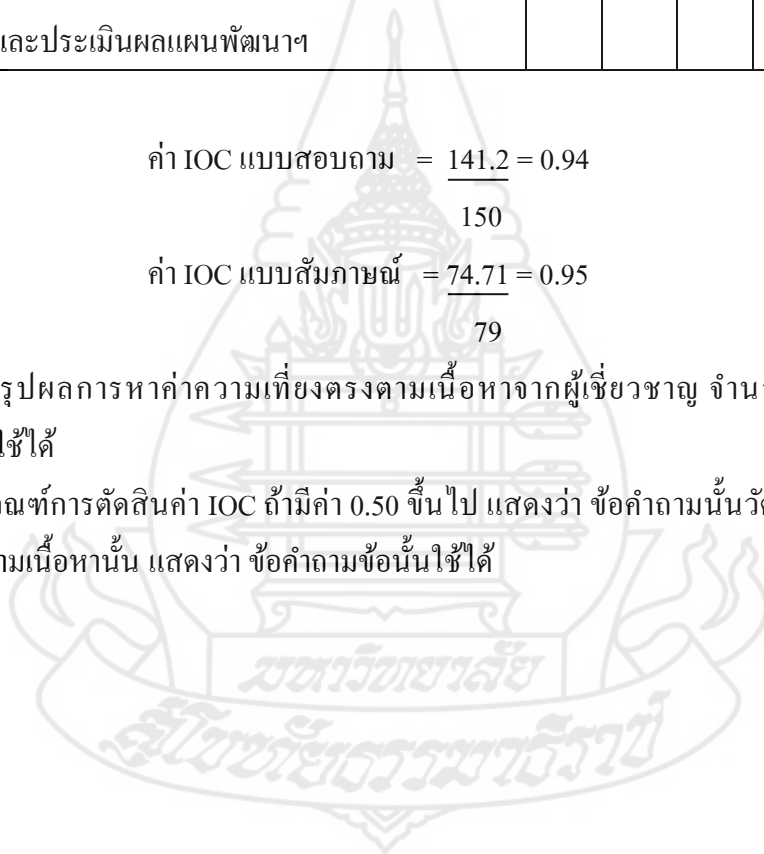 และประเมินผลแผนพัฒนาฯ
ค่า IOC แบบสอบถาม = 141.2 = 0.94
150
ค่า IOC แบบสัมภาษณ์ = 74.71 = 0.95
79
รุปผลการหาค่าความเที่ยงตรงตามเนื้อหาจากผู้เชี่ยวชาญ จำน
ใช้ได้
ณฑ์การตัดสินค่า IOC ถ้ามีค่า 0.50 ขึ้นไป แสดงว่า ข้อคำถามนั้นวัด
ามเนื้อหานั้น แสดงว่า ข้อคำถามข้อนั้นใช้ได้
มหาวิทยาลัย
สุโขทัยธรรมาธิราช